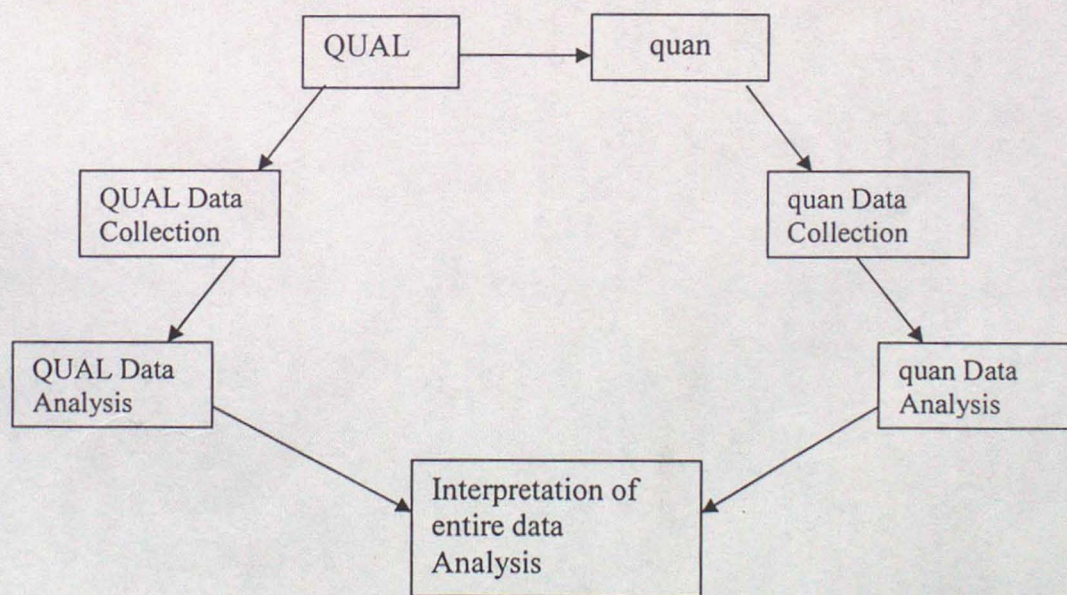 QUAL
quan
QUAL Data
Collection
quan Data
Collection
QUAL Data
Analysis
quan Data
Analysis
Interpretation of
entire data
Analysis